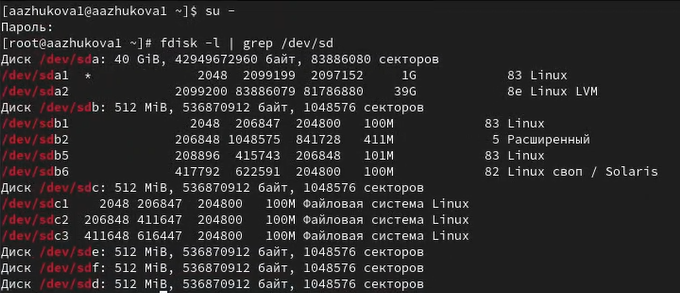 [aazhukova1@aazhukova1 ~]$ su -
Пароль:
[root@aazhukova1 ~]# fdisk -l | grep /dev/sd
Диск /dev/sda: 40 GiB, 42949672960 байт, 83886080 секторов
/dev/sda1 * 2048 2099199 2097152 1G 83 Linux
/dev/sda2 2099200 83886079 81786880 39G 8e Linux LVM
Диск /dev/sdb: 512 MiB, 536870912 байт, 1048576 секторов
/dev/sdb1 2048 206847 204800 100M 83 Linux
/dev/sdb2 206848 1048575 841728 411M 5 Расширенный
/dev/sdb5 208896 415743 206848 101M 83 Linux
/dev/sdb6 417792 622591 204800 100M 82 Linux своп / Solaris
Диск /dev/sdc: 512 MiB, 536870912 байт, 1048576 секторов
/dev/sdc1 2048 206847 204800 100M Файловая система Linux
/dev/sdc2 206848 411647 204800 100M Файловая система Linux
/dev/sdc3 411648 616447 204800 100M Файловая система Linux
Диск /dev/sde: 512 MiB, 536870912 байт, 1048576 секторов
Диск /dev/sdf: 512 MiB, 536870912 байт, 1048576 секторов
Диск /dev/sdd: 512 MiB, 536870912 байт, 1048576 секторов